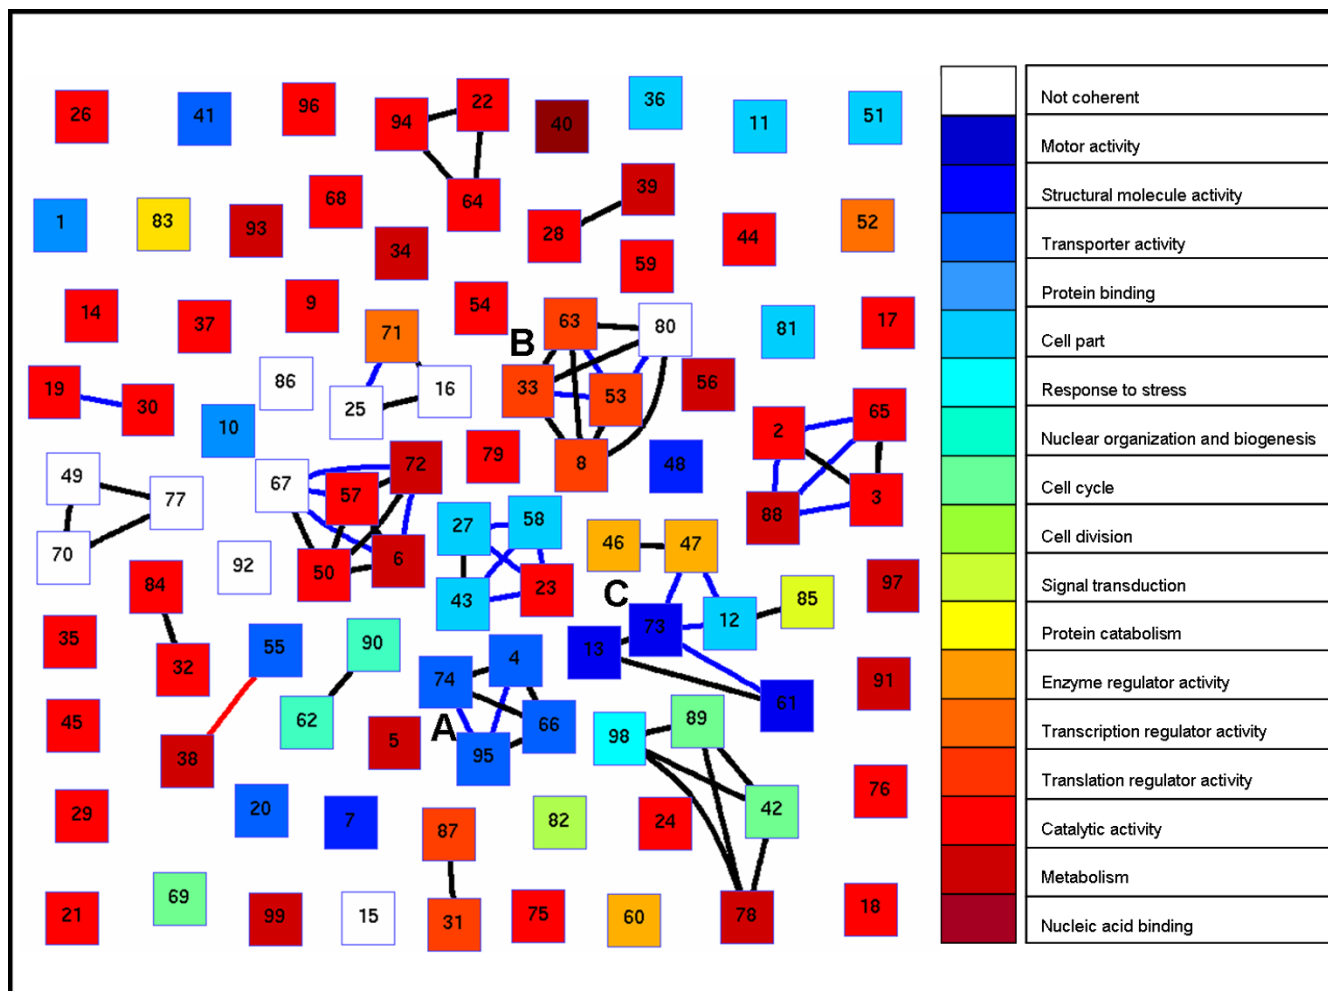 26 41 96 94 22 40 36 11 51
1 83 93 68 34 64 28 39 59 44 52
14 37 9 71 54 63 80 81 17
B
19 30 86 25 16 33 53 56 2 65
10 79 8 48 88 3
49 77 70 67 57 72 50 6
92 27 58 43 23 46 47
C
84 32 73 12 85 97
35 55 90 13 61 91
45 38 62 74 4 66 95
A
5 98 89 42 78 76
29 20 7 87 82 24
21 69 99 15 31 75 60 18
Not coherent
Motor activity
Structural molecule activity
Transporter activity
Protein binding
Cell part
Response to stress
Nuclear organization and biogenesis
Cell cycle
Cell division
Signal transduction
Protein catabolism
Enzyme regulator activity
Transcription regulator activity
Translation regulator activity
Catalytic activity
Metabolism
Nucleic acid binding